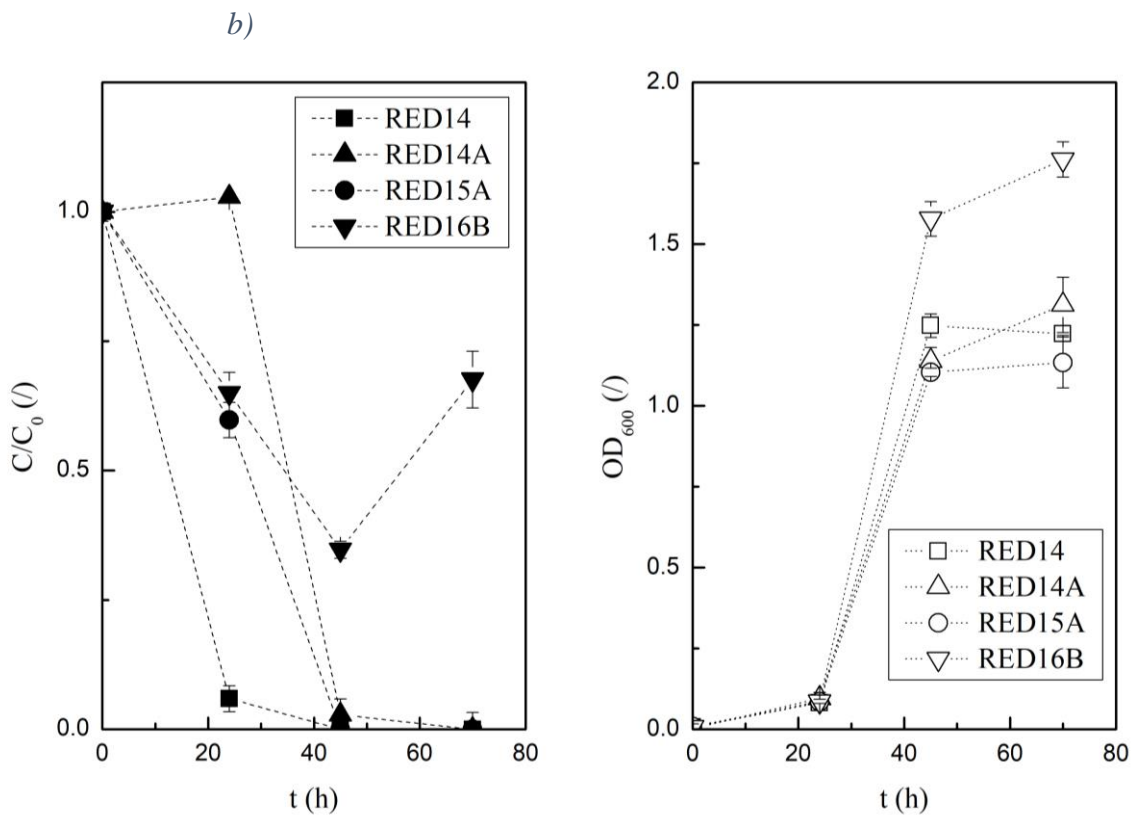 b)
RED14
RED14A
RED15A
RED16B
1.0
0.5
0.0
C/C₀ (/)
0 20 40 60 80
t (h)
2.0
1.5
1.0
0.5
0.0
OD₆₀₀ (/)
RED14
RED14A
RED15A
RED16B
0 20 40 60 80
t (h)